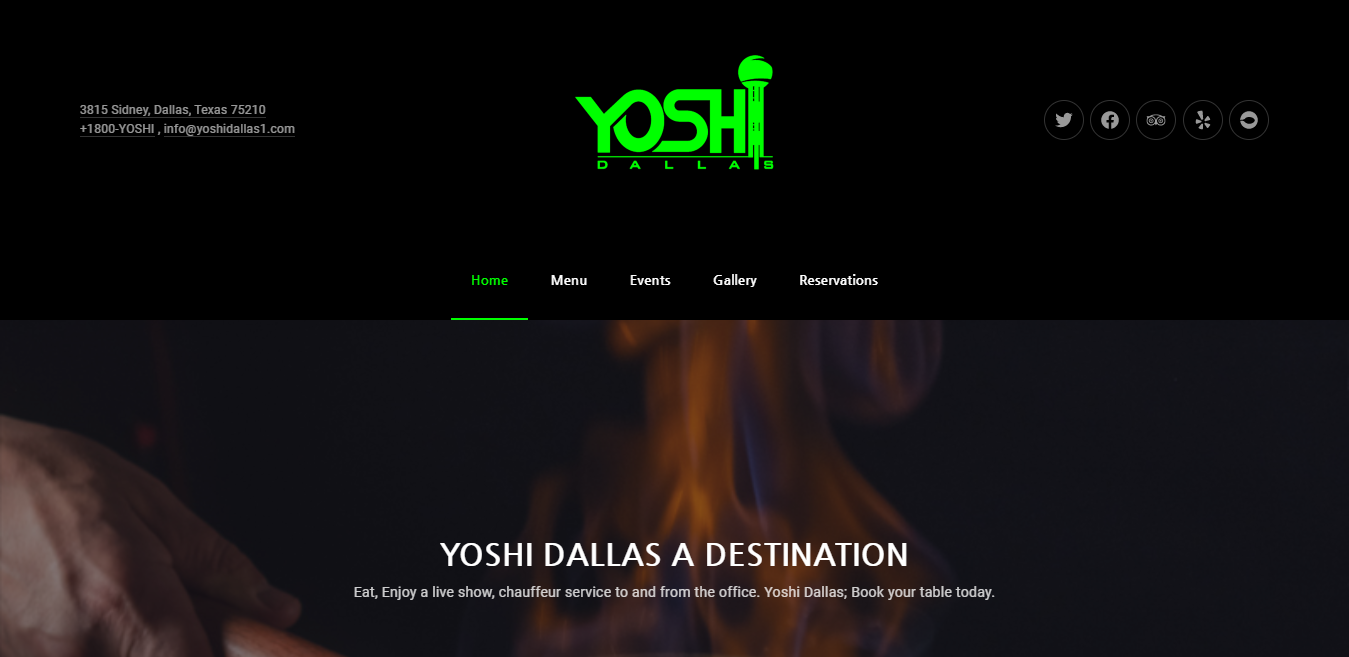 3815 Sidney, Dallas, Texas 75210
+1800-YOSHI , info@yoshidallas1.com
YOSHI
DALLAS
Home Menu Events Gallery Reservations
YOSHI DALLAS A DESTINATION
Eat, Enjoy a live show, chauffeur service to and from the office. Yoshi Dallas; Book your table today.